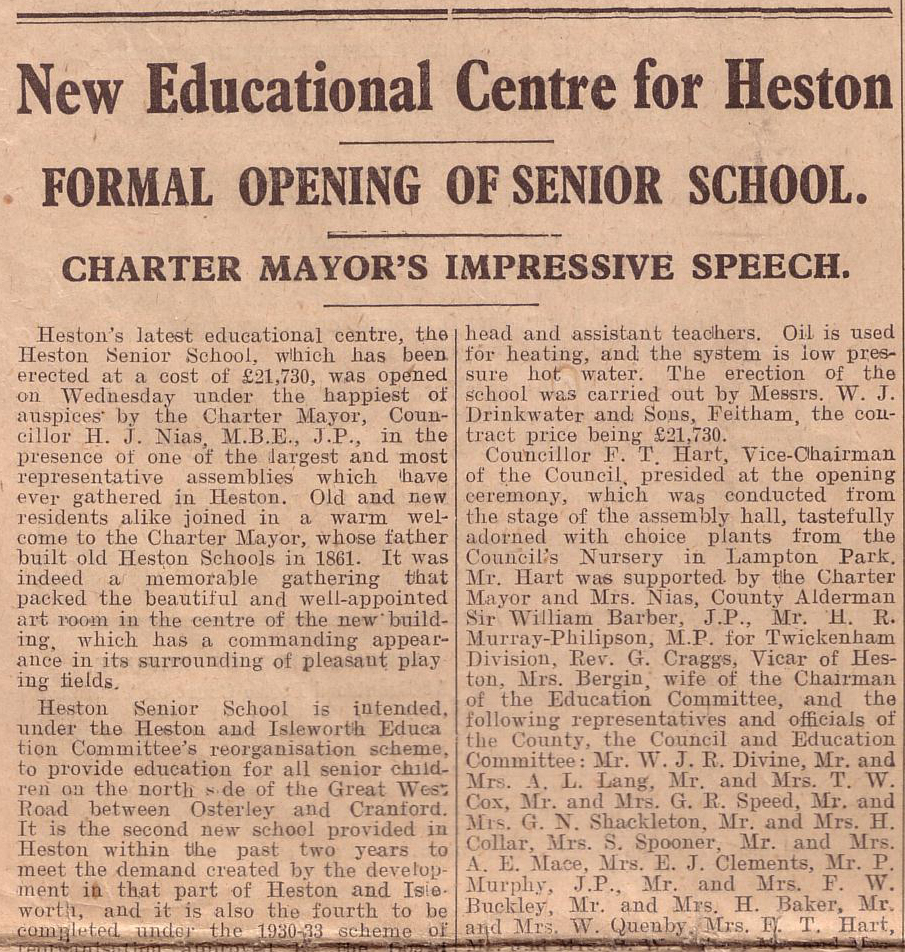 New Educational Centre for Heston
FORMAL OPENING OF SENIOR SCHOOL.
CHARTER MAYOR'S IMPRESSIVE SPEECH.
Heston's latest educational centre, the
Heston Senior School, which has been
erected at a cost of £21,730, was opened
on Wednesday under the happiest of
auspices by the Charter Mayor, Coun-
cillor H. J. Nias, M.B.E., J.P., in the
presence of one of the largest and most
representative assemblies which have
ever gathered in Heston. Old and new
residents alike joined in a warm wel-
come to the Charter Mayor, whose father
built old Heston Schools in 1861. It was
indeed a memorable gathering that
packed the beautiful and well-appointed
art room in the centre of the new build-
ing, which has a commanding appear-
ance in its surrounding of pleasant play
ing fields.
Heston Senior School is intended,
under the Heston and Isleworth Educa
tion Committee's reorganisation scheme,
to provide education for all senior child-
ren on the north s de of the Great West
Road between Osterley and Cranford.
It is the second new school provided in
Heston within the past two years to
meet the demand created by the develop-
ment in that part of Heston and Isle-
worth, and it is also the fourth to be
completed under the 1930-33 scheme of
head and assistant teachers. Oil is used
for heating, and the system is low pres-
sure hot water. The erection of the
school was carried out by Messrs. W. J.
Drinkwater and Sons, Feltham, the con-
tract price being £21,730.
Councillor F. T. Hart, Vice-Chairman
of the Council, presided at the opening
ceremony, which was conducted from
the stage of the assembly hall, tastefully
adorned with choice plants from the
Council's Nursery in Lampton Park.
Mr. Hart was supported by the Charter
Mayor and Mrs. Nias, County Alderman
Sir William Barber, J.P., Mr. H. R.
Murray-Philipson, M.P. for Twickenham
Division, Rev. G. Craggs, Vicar of Hes-
ton, Mrs. Bergin, wife of the Chairman
of the Education Committee, and the
following representatives and officials of
the County, the Council and Education
Committee: Mr. W. J. R. Divine, Mr. and
Mrs. A. L. Lang, Mr. and Mrs. T. W.
Cox, Mr. and Mrs. G. R. Speed, Mr. and
Mrs. G. N. Shackleton, Mr. and Mrs. H.
Collar, Mrs. S. Spooner, Mr. and Mrs.
A. E. Mace, Mrs. E. J. Clements, Mr. P.
Murphy, J.P., Mr. and Mrs. F. W.
Buckley, Mr. and Mrs. H. Baker, Mr.
and Mrs. W. Quenby, Mrs. F. T. Hart,